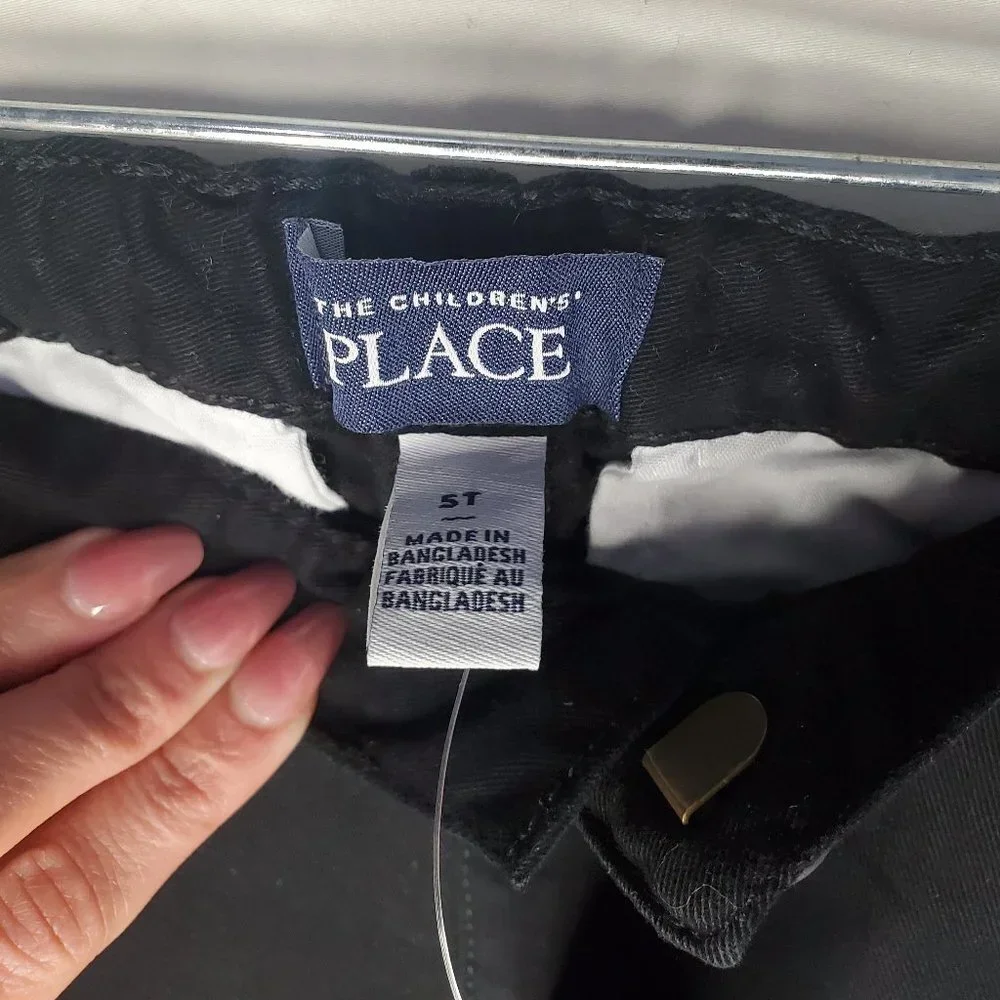 THE CHILDREN'S'
PLACE
5T
MADE IN
BANGLADESH
FABRIQUÉ AU
BANGLADESH